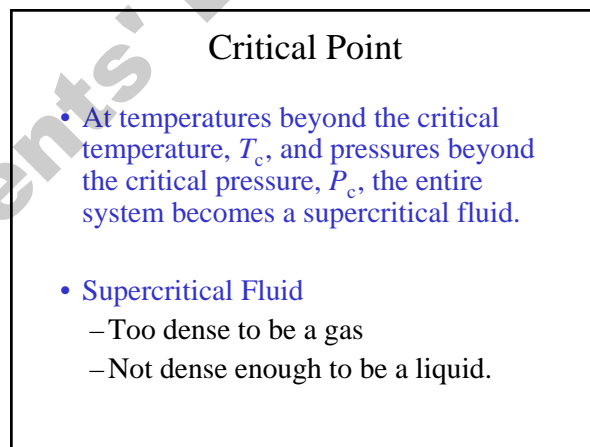 Critical Point
• At temperatures beyond the critical
temperature, Tc, and pressures beyond
the critical pressure, Pc, the entire
system becomes a supercritical fluid.
• Supercritical Fluid
–Too dense to be a gas
–Not dense enough to be a liquid.